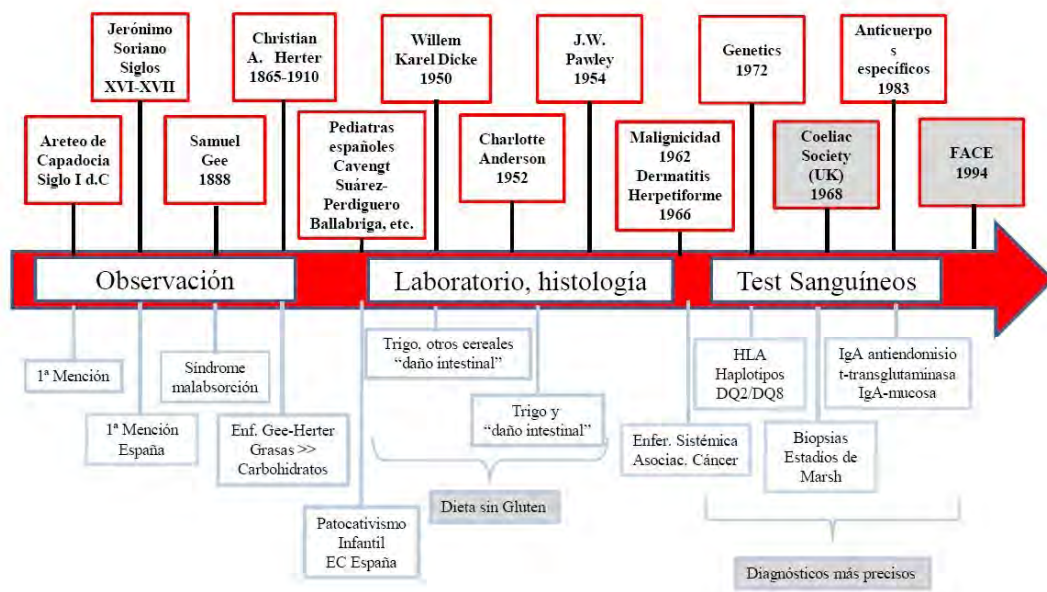 Jerónimo
Soriano
Siglos
XVI-XVII
Christian
A. Herter
1865-1910
Willem
Karel Dicke
1950
J.W.
Pawley
1954
Genetics
1972
Anticuerpo
s
específicos
1983
Areteo de
Capadocia
Siglo I d.C
Samuel
Gee
1888
Pediatras
españoles
Cavengt
Suárez-
Perdiguero
Ballabriga, etc.
Charlotte
Anderson
1952
Malignicidad
1962
Dermatitis
Herpetiforme
1966
Coeliac
Society
(UK)
1968
FACE
1994
Observación
Laboratorio, histología
Test Sanguíneos
1ª Mención
1ª Mención
España
Síndrome
malabsorción
Enf. Gee-Herter
Grasas >>
Carbohidratos
Patocativismo
Infantil
EC España
Trigo, otros cereales
“daño intestinal”
Trigo y
“daño intestinal”
Dieta sin Gluten
Enfer. Sistémica
Asociac. Cáncer
HLA
Haplotipos
DQ2/DQ8
Biopsias
Estadios de
Marsh
IgA antiendomisio
t-transglutaminasa
IgA-mucosa
Diagnósticos más precisos